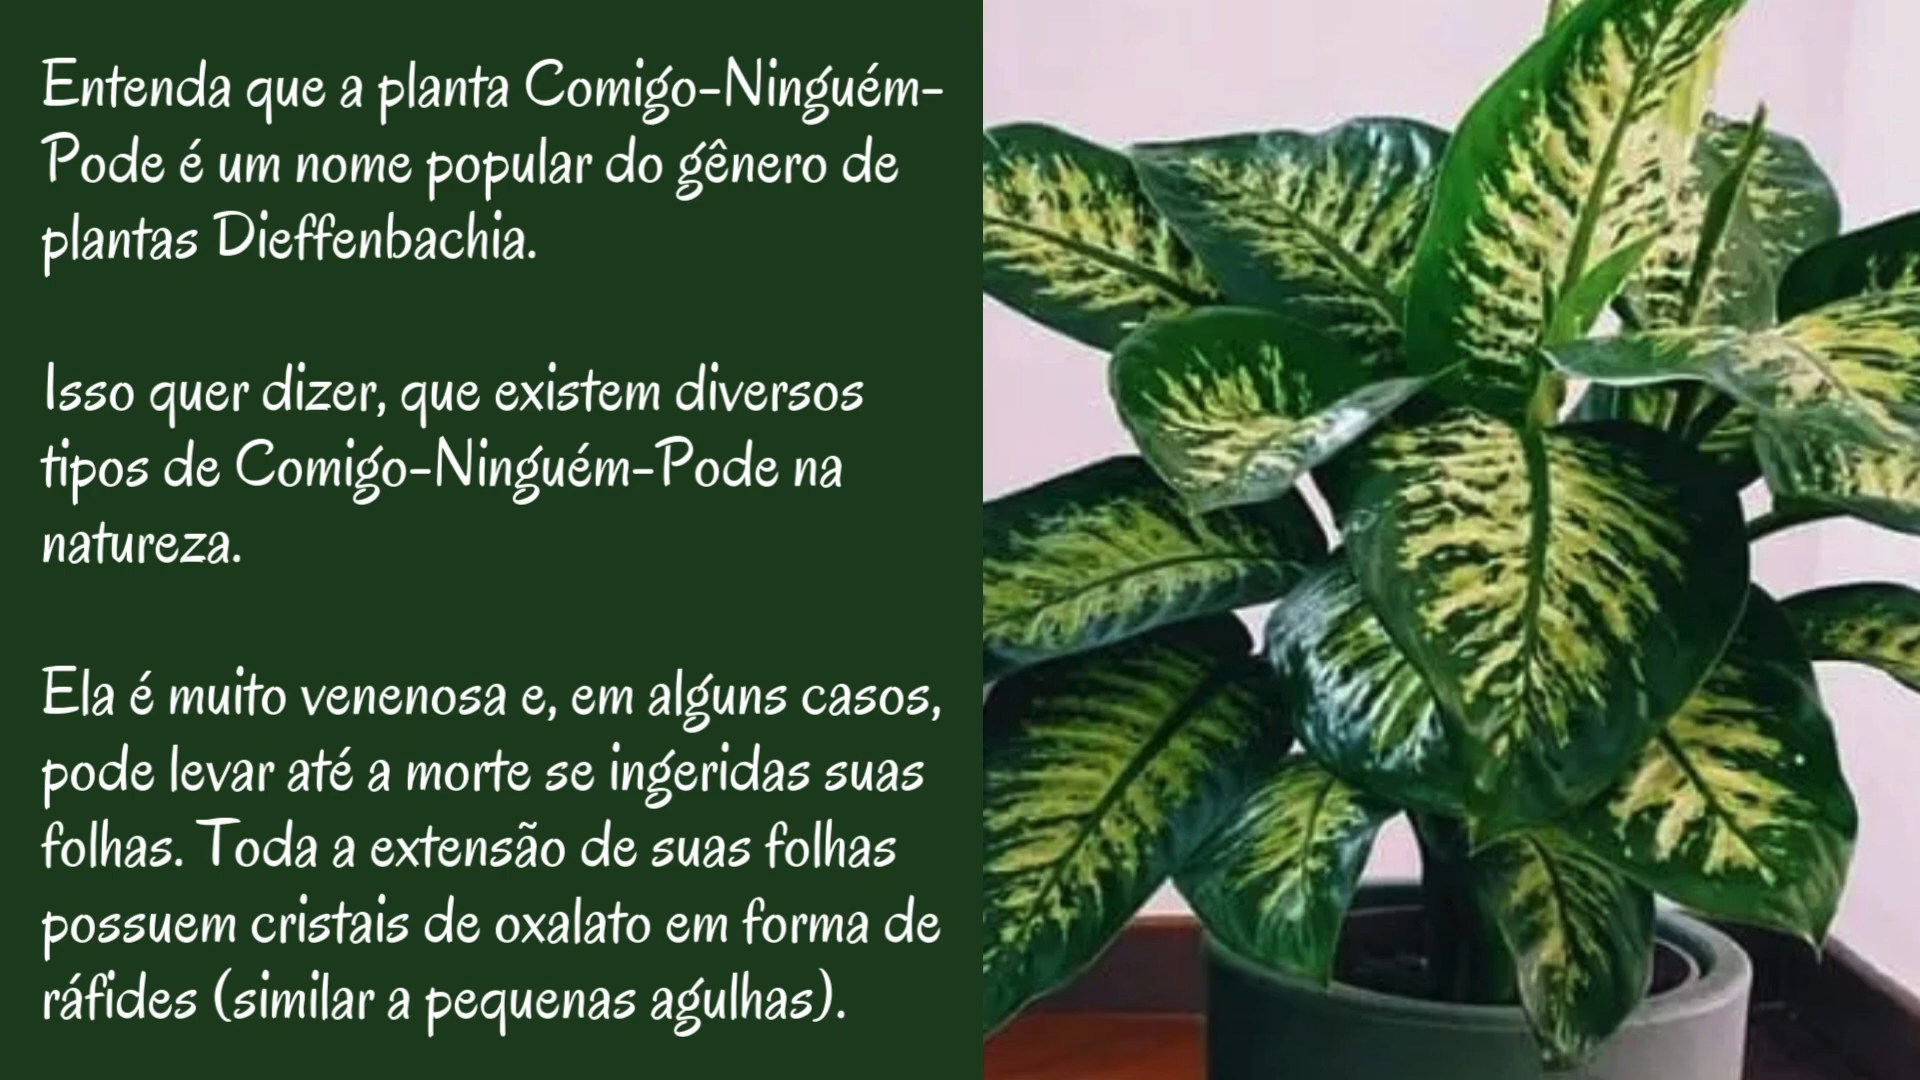 Entenda que a planta Comigo-Ninguém-
Pode é um nome popular do gênero de
plantas Dieffenbachia.
Isso quer dizer, que existem diversos
tipos de Comigo-Ninguém-Pode na
natureza.
Ela é muito venenosa e, em alguns casos,
pode levar até a morte se ingeridas suas
folhas. Toda a extensão de suas folhas
possuem cristais de oxalato em forma de
ráfides (similar a pequenas agulhas).